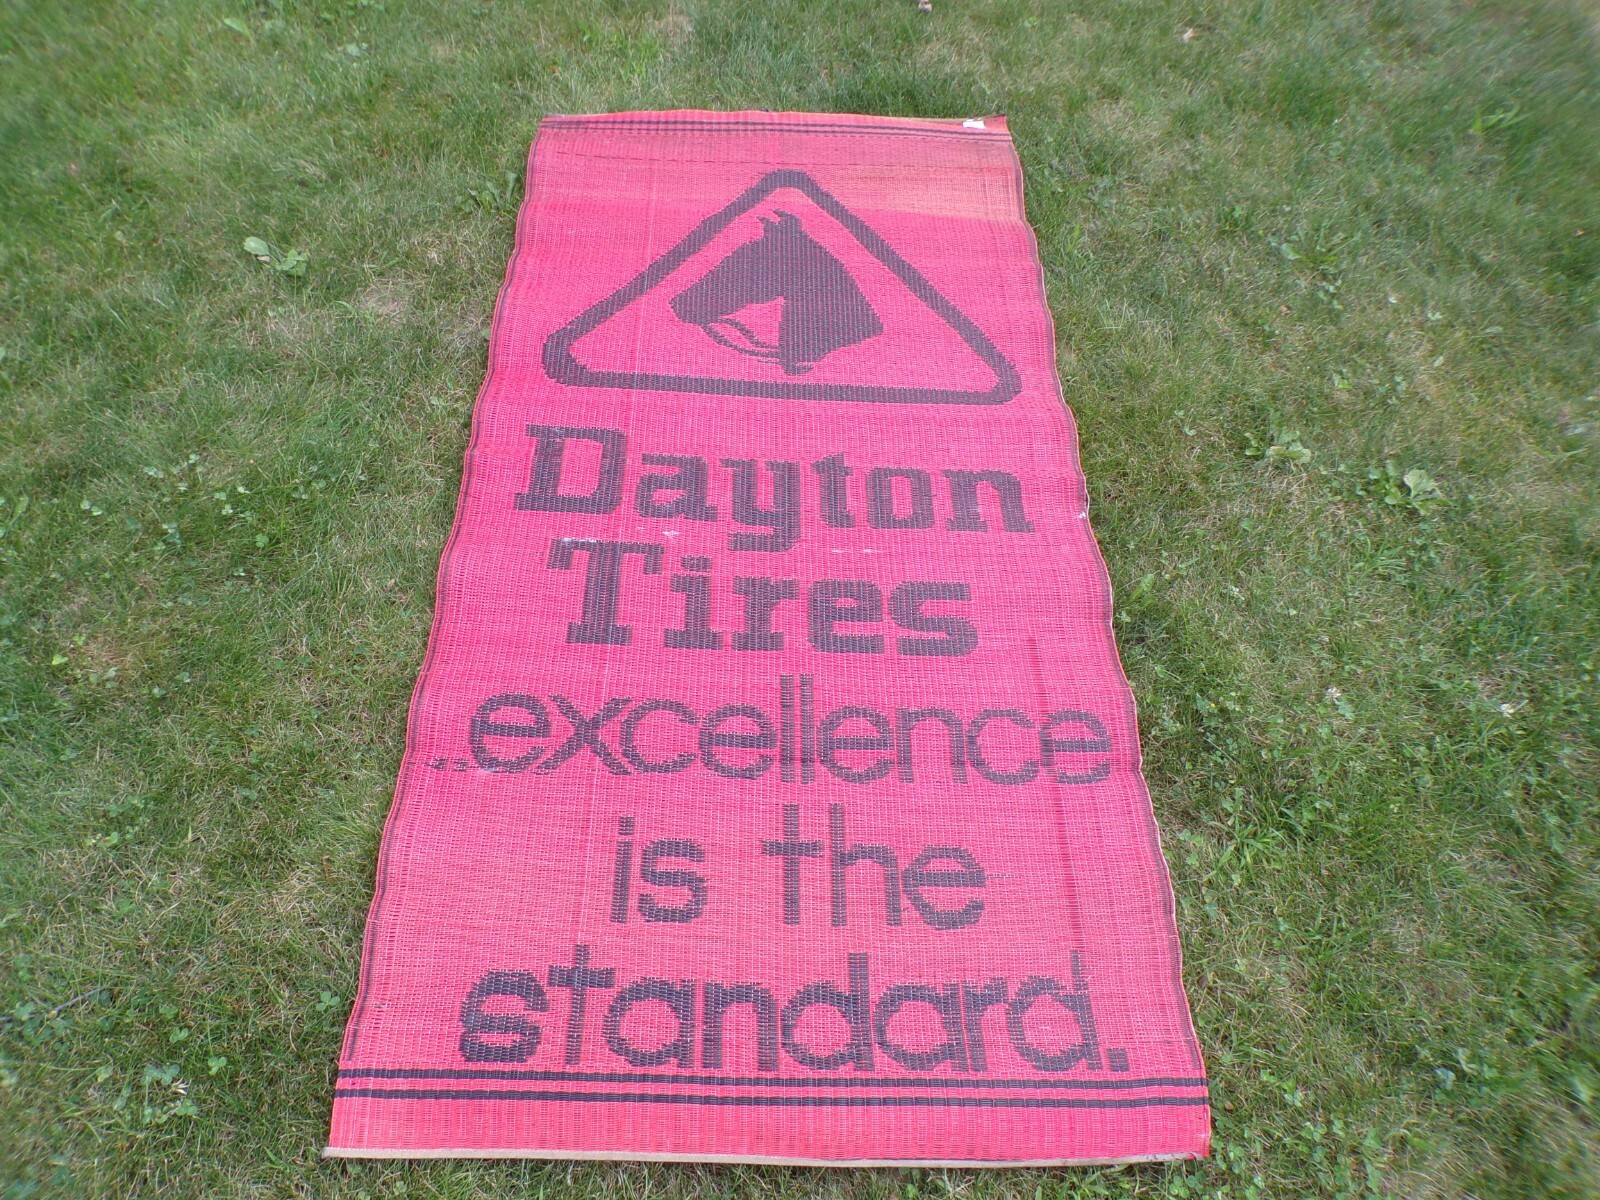 Dayton
Tires
..excellence
is the
standard.